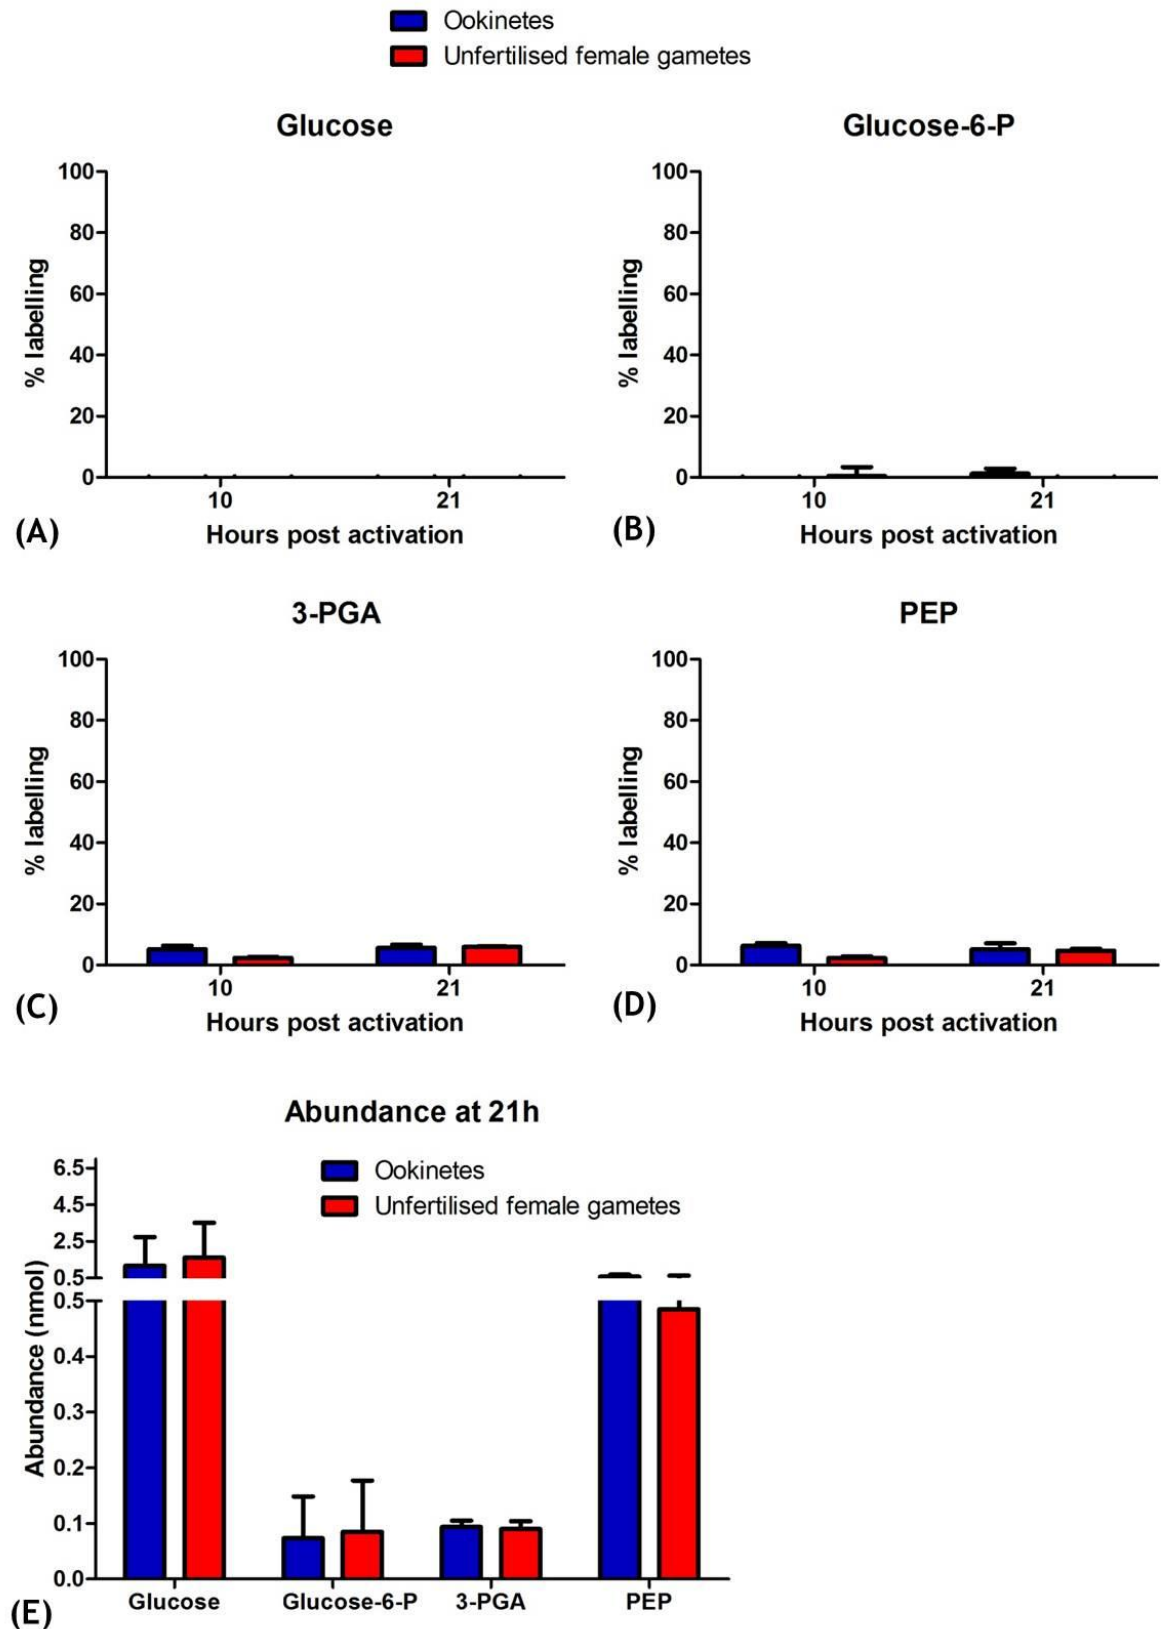 Ookinetes
Unfertilised female gametes
Glucose
100
80
60
40
20
0
% labelling
10 21
Hours post activation
(A)
Glucose-6-P
100
80
60
40
20
0
% labelling
10 21
Hours post activation
(B)
3-PGA
100
80
60
40
20
0
% labelling
10 21
Hours post activation
(C)
PEP
100
80
60
40
20
0
% labelling
10 21
Hours post activation
(D)
Abundance at 21h
Ookinetes
Unfertilised female gametes
6.5
4.5
2.5
0.5
0.5
0.4
0.3
0.2
0.1
0.0
Abundance (nmol)
Glucose Glucose-6-P 3-PGA PEP
(E)